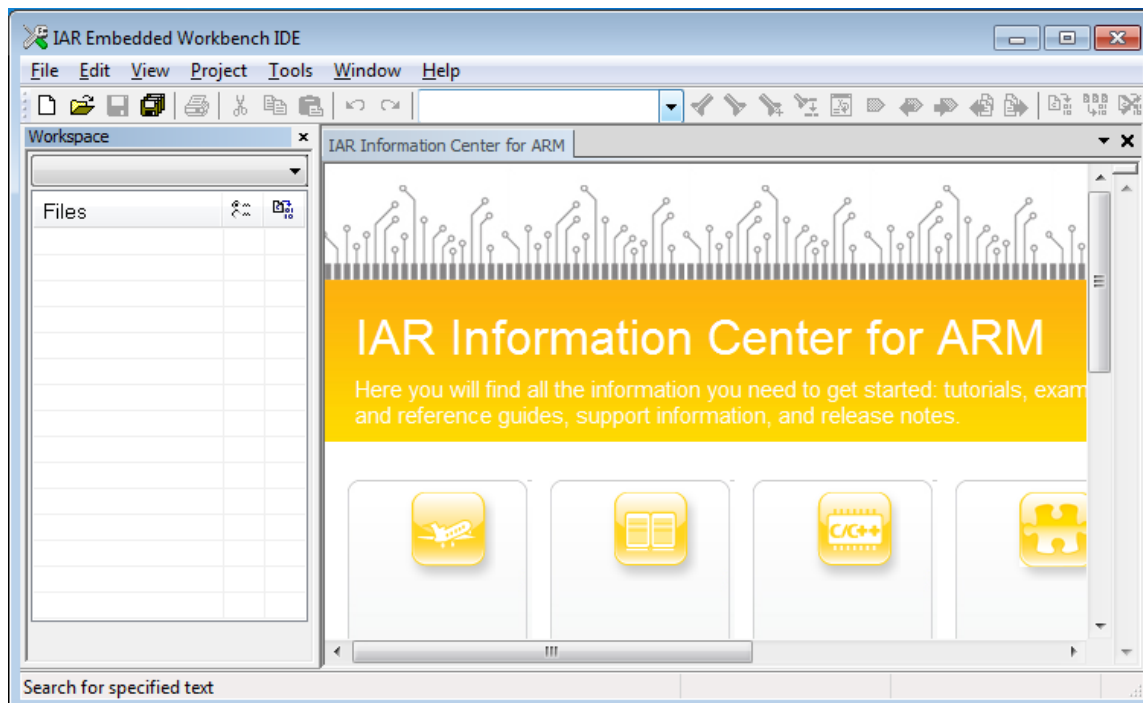 IAR Embedded Workbench IDE
File Edit View Project Tools Window Help
Workspace
IAR Information Center for ARM
Files
IAR Information Center for ARM
Here you will find all the information you need to get started: tutorials, exam
and reference guides, support information, and release notes.
C/C++
Search for specified text